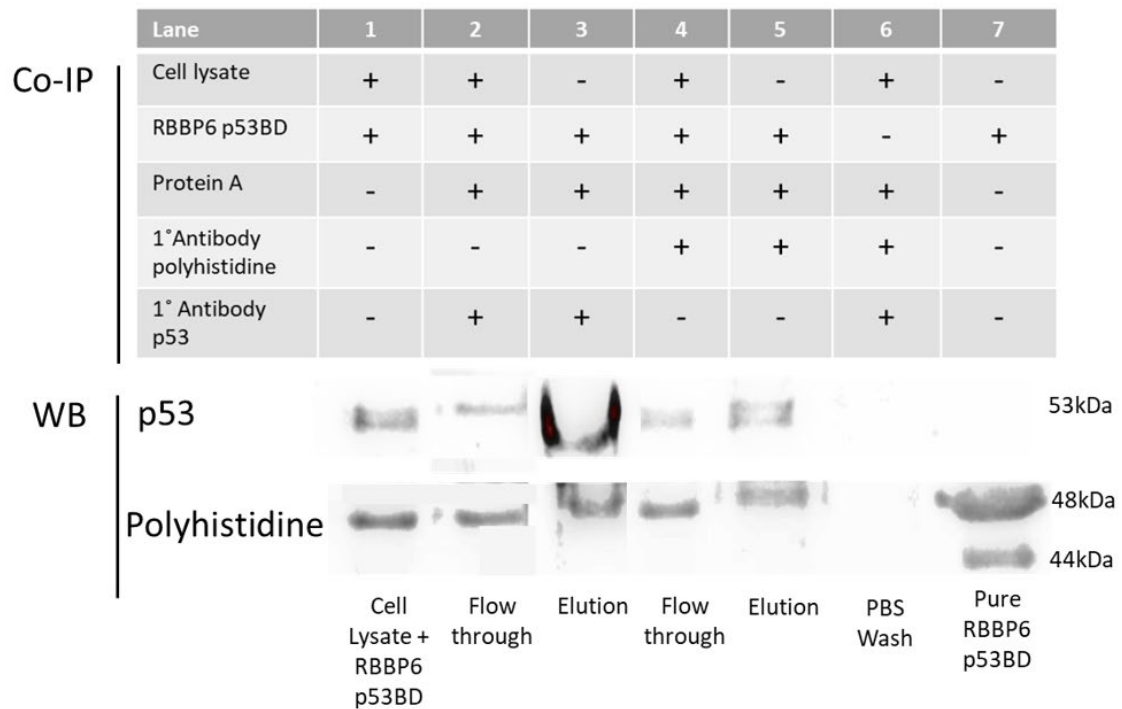 Lane 1 2 3 4 5 6 7
Co-IP
Cell lysate + + - + - + -
RBBP6 p53BD + + + + + - +
Protein A - + + + + + -
1˚Antibody
polyhistidine - - - + + + -
1˚ Antibody
p53 - + + - - + -
WB p53 53kDa
Polyhistidine 48kDa
44kDa
Cell
Lysate +
RBBP6
p53BD
Flow
through
Elution
Flow
through
Elution
PBS
Wash
Pure
RBBP6
p53BD